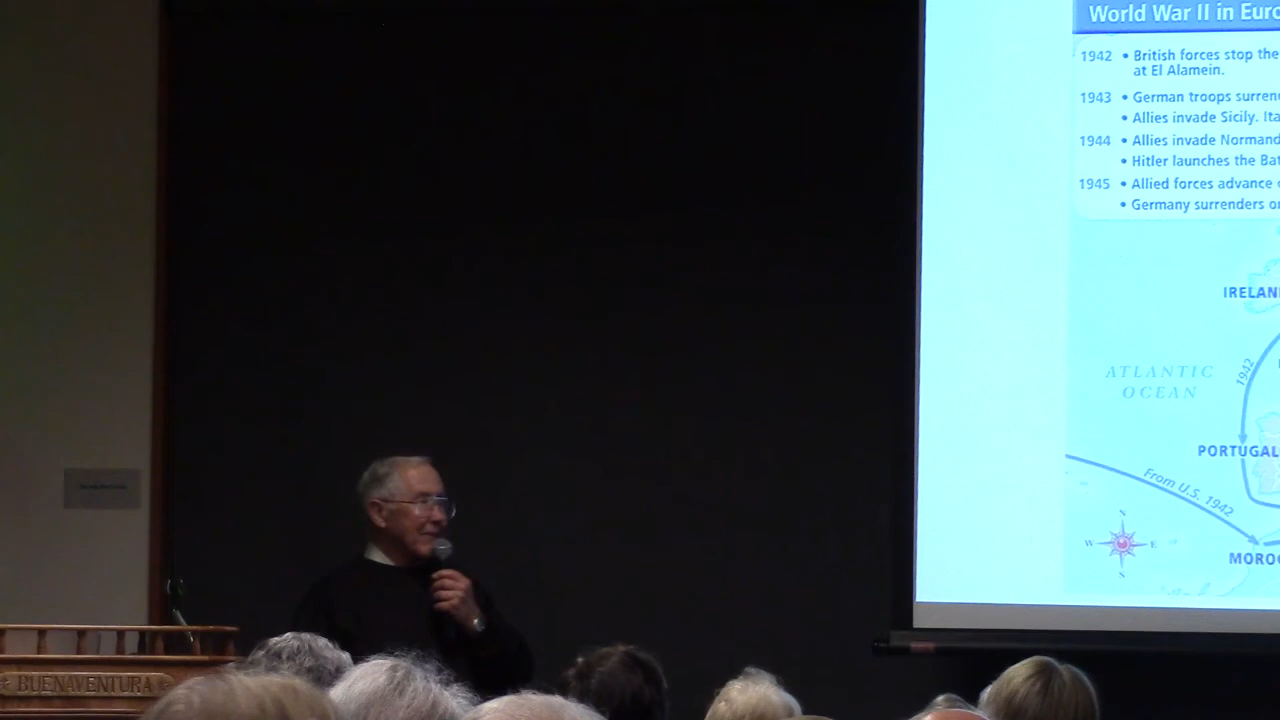 World War II in Euro
1942 • British forces stop the
at El Alamein.
1943 • German troops surren
• Allies invade Sicily. Ita
1944 • Allies invade Normand
• Hitler launches the Bat
1945 • Allied forces advance
• Germany surrenders on
IRELAN
1942
ATLANTIC
OCEAN
PORTUGAL
From U.S. 1942
N
W E
S
MOROC
BUENAVENTURA